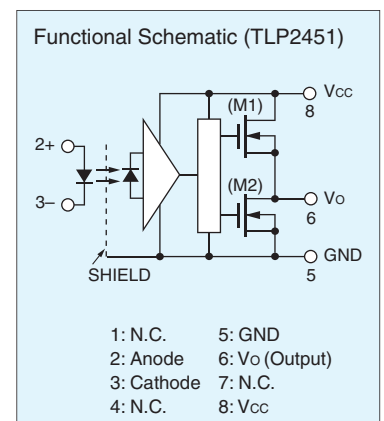 Functional Schematic (TLP2451)
(M1)
VCC
8
2+
3–
(M2)
VO
6
GND
5
SHIELD
1: N.C. 5: GND
2: Anode 6: VO (Output)
3: Cathode 7: N.C.
4: N.C. 8: VCC